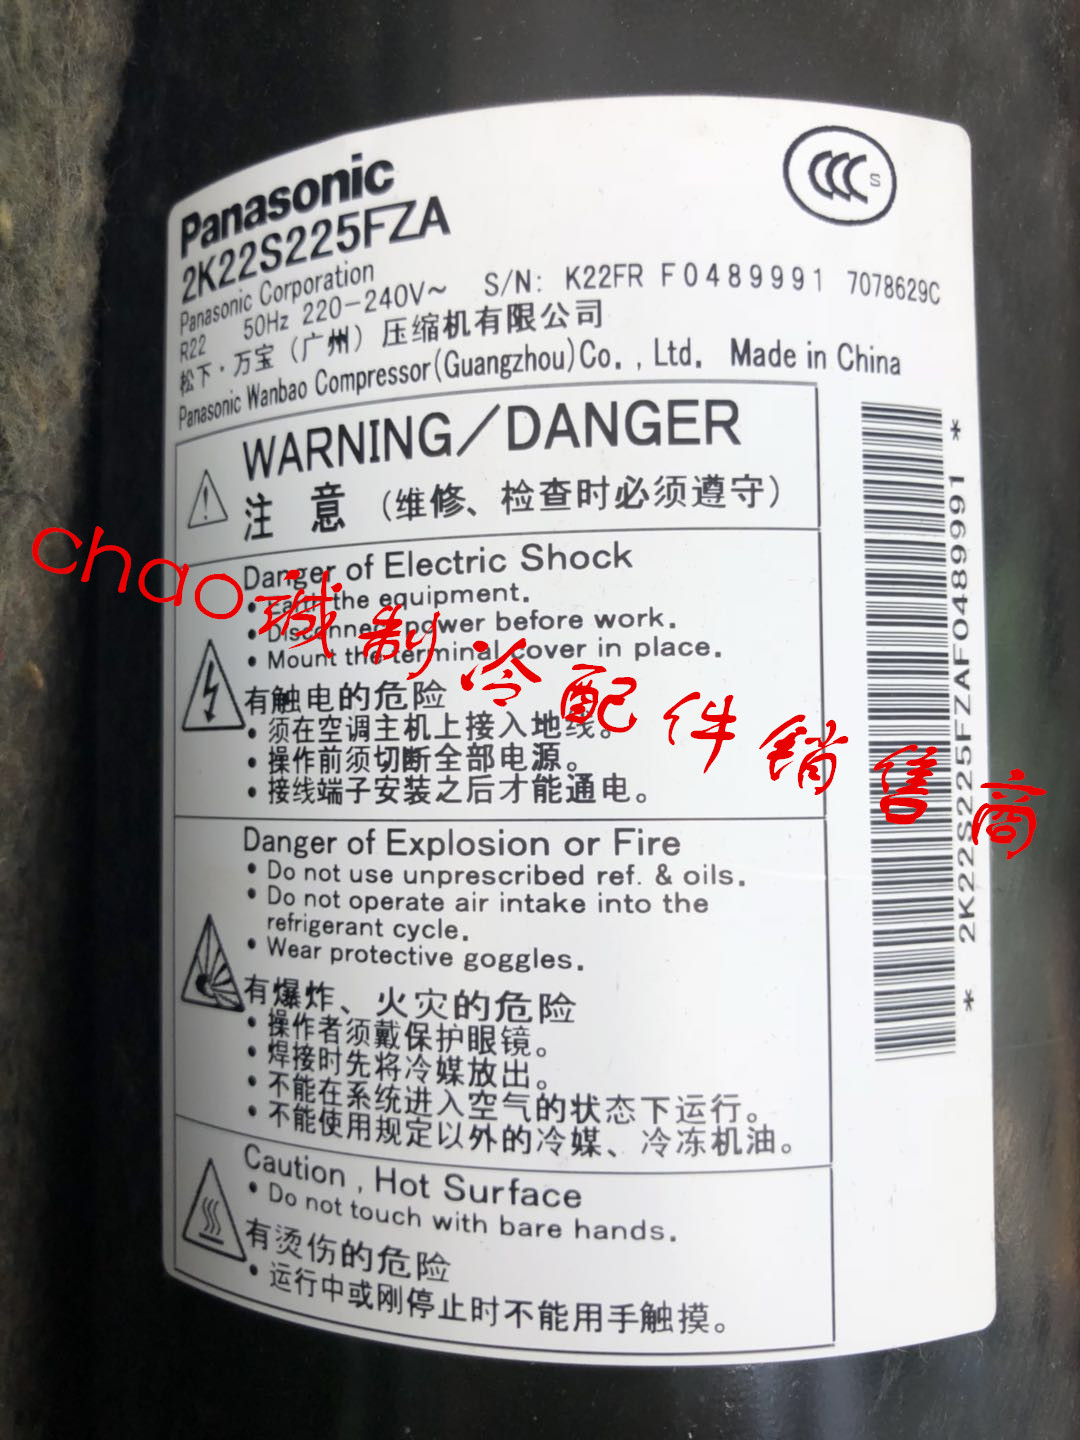 Panasonic
2K22S225FZA
Panasonic Corporation
R22 50Hz 220-240V~ S/N: K22FR F0489991 7078629C
松下·万宝（广州）压缩机有限公司
Panasonic Wanbao Compressor(Guangzhou)Co.,Ltd. Made in China
CCC S
WARNING/DANGER
注 意 (维修、检查时必须遵守)
Danger of Electric Shock
• Earth the equipment.
• Disconnect power before work.
• Mount the terminal cover in place.
有触电的危险
• 须在空调主机上接入地线。
• 操作前须切断全部电源。
• 接线端子安装之后才能通电。
Danger of Explosion or Fire
• Do not use unprescribed ref. & oils.
• Do not operate air intake into the
refrigerant cycle.
• Wear protective goggles.
有爆炸、火灾的危险
• 操作者须戴保护眼镜。
• 焊接时先将冷媒放出。
• 不能在系统进入空气的状态下运行。
• 不能使用规定以外的冷媒、冷冻机油。
Caution , Hot Surface
• Do not touch with bare hands.
有烫伤的危险
• 运行中或刚停止时不能用手触摸。
* 2K22S225FZAF0489991 *
chao诚制冷配件销售商